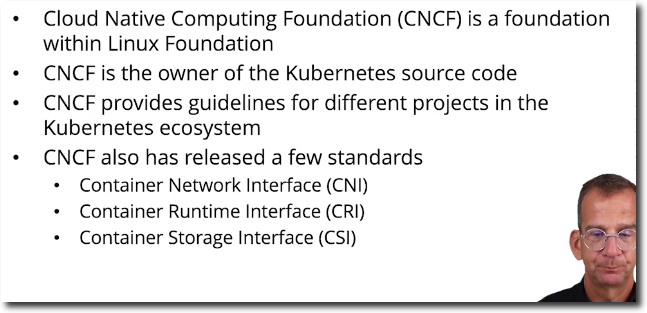 • Cloud Native Computing Foundation (CNCF) is a foundation
within Linux Foundation
• CNCF is the owner of the Kubernetes source code
• CNCF provides guidelines for different projects in the
Kubernetes ecosystem
• CNCF also has released a few standards
• Container Network Interface (CNI)
• Container Runtime Interface (CRI)
• Container Storage Interface (CSI)